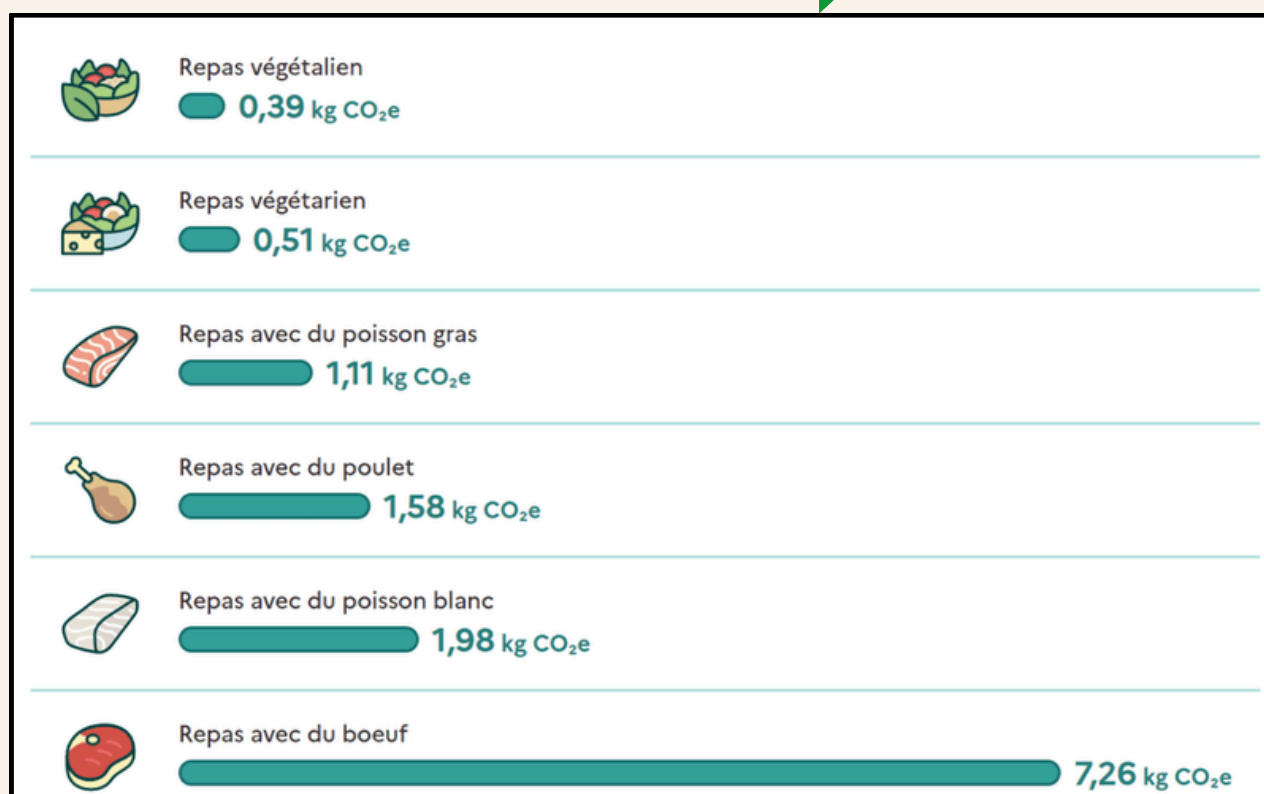 Repas végétalien
0,39 kg CO₂e
Repas végétarien
0,51 kg CO₂e
Repas avec du poisson gras
1,11 kg CO₂e
Repas avec du poulet
1,58 kg CO₂e
Repas avec du poisson blanc
1,98 kg CO₂e
Repas avec du boeuf
7,26 kg CO₂e